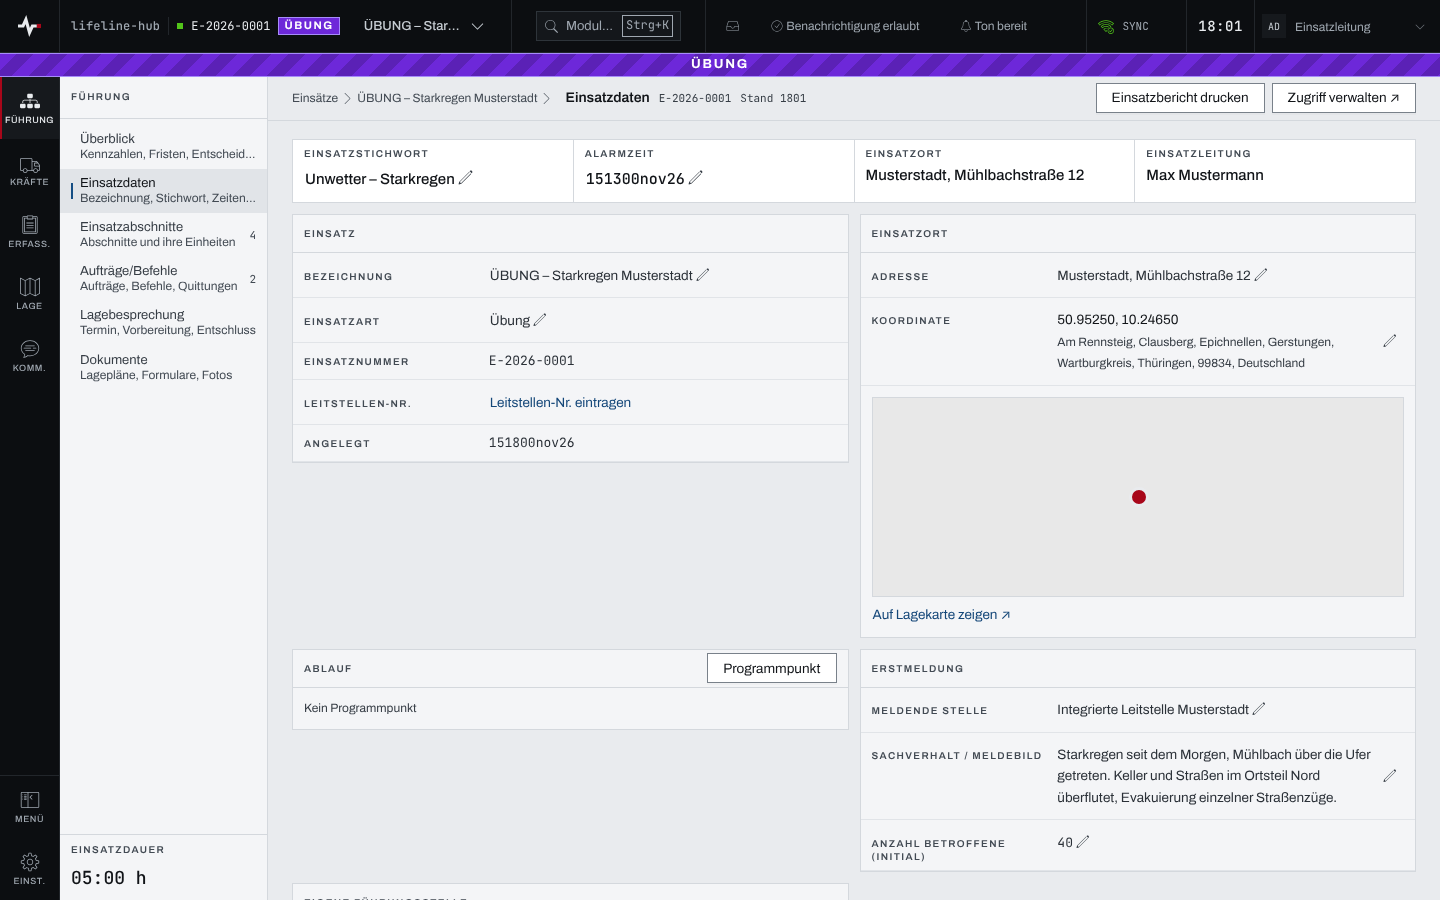 lifeline-hub
E-2026-0001 ÜBUNG
ÜBUNG – Star...
Modul... Strg+K
Benachrichtigung erlaubt
Ton bereit
SYNC
18:01
AD Einsatzleitung
ÜBUNG
FÜHRUNG
KRÄFTE
ERFASS.
LAGE
KOMM.
MENÜ
EINST.
FÜHRUNG
Überblick
Kennzahlen, Fristen, Entscheid...
Einsatzdaten
Bezeichnung, Stichwort, Zeiten...
Einsatzabschnitte
Abschnitte und ihre Einheiten 4
Aufträge/Befehle
Aufträge, Befehle, Quittungen 2
Lagebesprechung
Termin, Vorbereitung, Entschluss
Dokumente
Lagepläne, Formulare, Fotos
EINSATZDAUER
05:00 h
Einsätze ÜBUNG – Starkregen Musterstadt Einsatzdaten E-2026-0001 Stand 1801
Einsatzbericht drucken
Zugriff verwalten ↗
EINSATZSTICHWORT
Unwetter – Starkregen
ALARMZEIT
151300nov26
EINSATZORT
Musterstadt, Mühlbachstraße 12
EINSATZLEITUNG
Max Mustermann
EINSATZ
BEZEICHNUNG ÜBUNG – Starkregen Musterstadt
EINSATZART Übung
EINSATZNUMMER E-2026-0001
LEITSTELLEN-NR. Leitstellen-Nr. eintragen
ANGELEGT 151800nov26
EINSATZORT
ADRESSE Musterstadt, Mühlbachstraße 12
KOORDINATE 50.95250, 10.24650
Am Rennsteig, Clausberg, Epichnellen, Gerstungen,
Wartburgkreis, Thüringen, 99834, Deutschland
Auf Lagekarte zeigen ↗
ABLAUF Programmpunkt
Kein Programmpunkt
ERSTMELDUNG
MELDENDE STELLE Integrierte Leitstelle Musterstadt
SACHVERHALT / MELDEBILD Starkregen seit dem Morgen, Mühlbach über die Ufer
getreten. Keller und Straßen im Ortsteil Nord
überflutet, Evakuierung einzelner Straßenzüge.
ANZAHL BETROFFENE
(INITIAL) 40